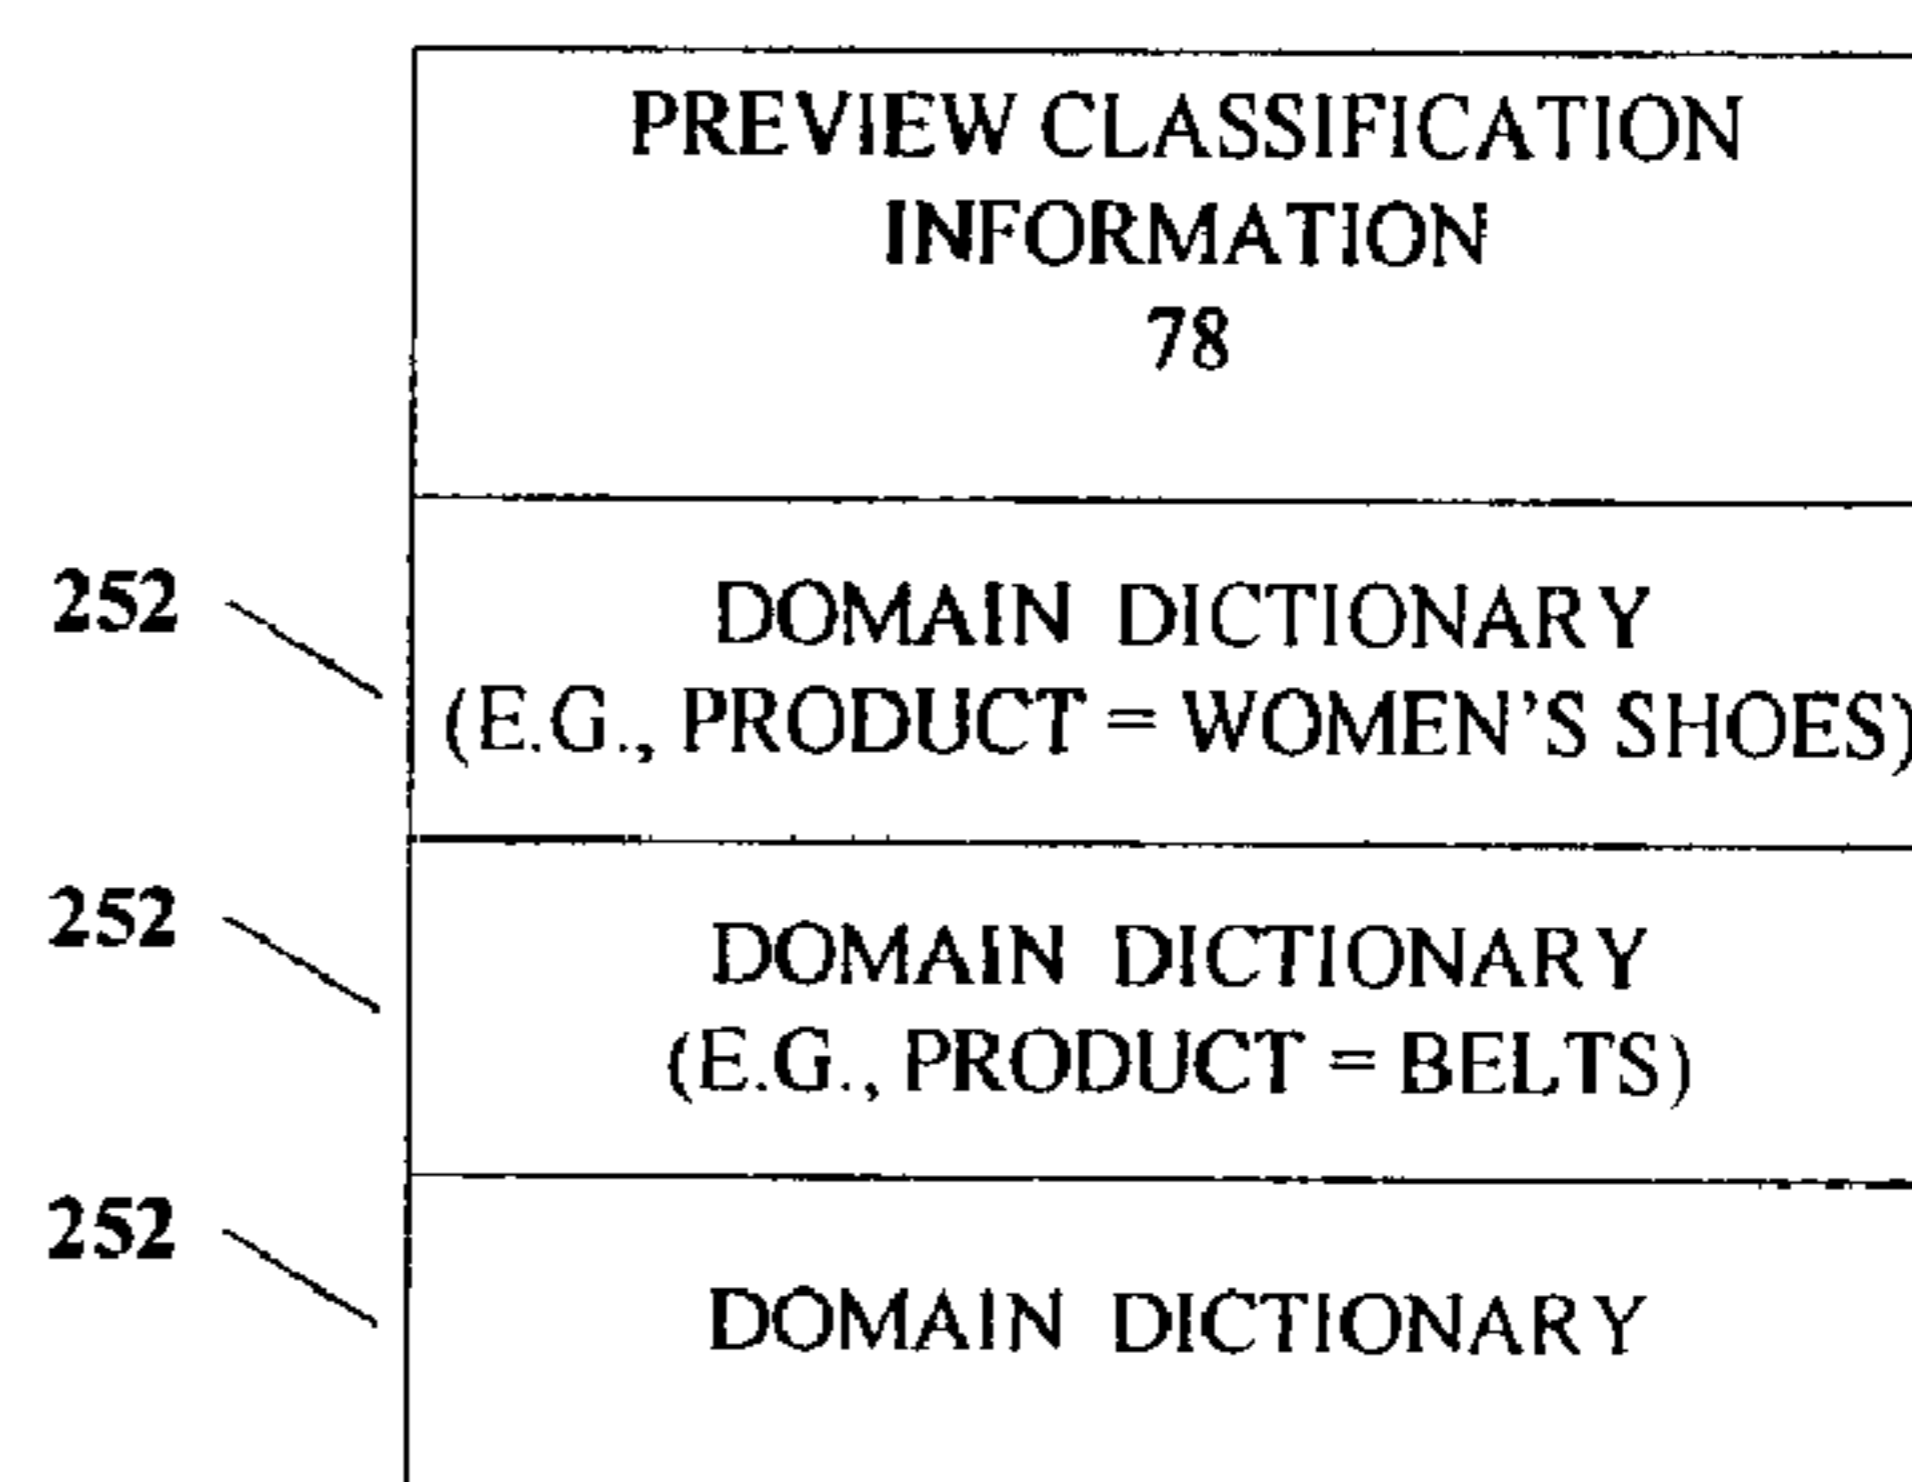 PREVIEW CLASSIFICATION
INFORMATION
78
252
DOMAIN DICTIONARY
(E.G., PRODUCT = WOMEN'S SHOES)
252
DOMAIN DICTIONARY
(E.G., PRODUCT = BELTS)
252
DOMAIN DICTIONARY